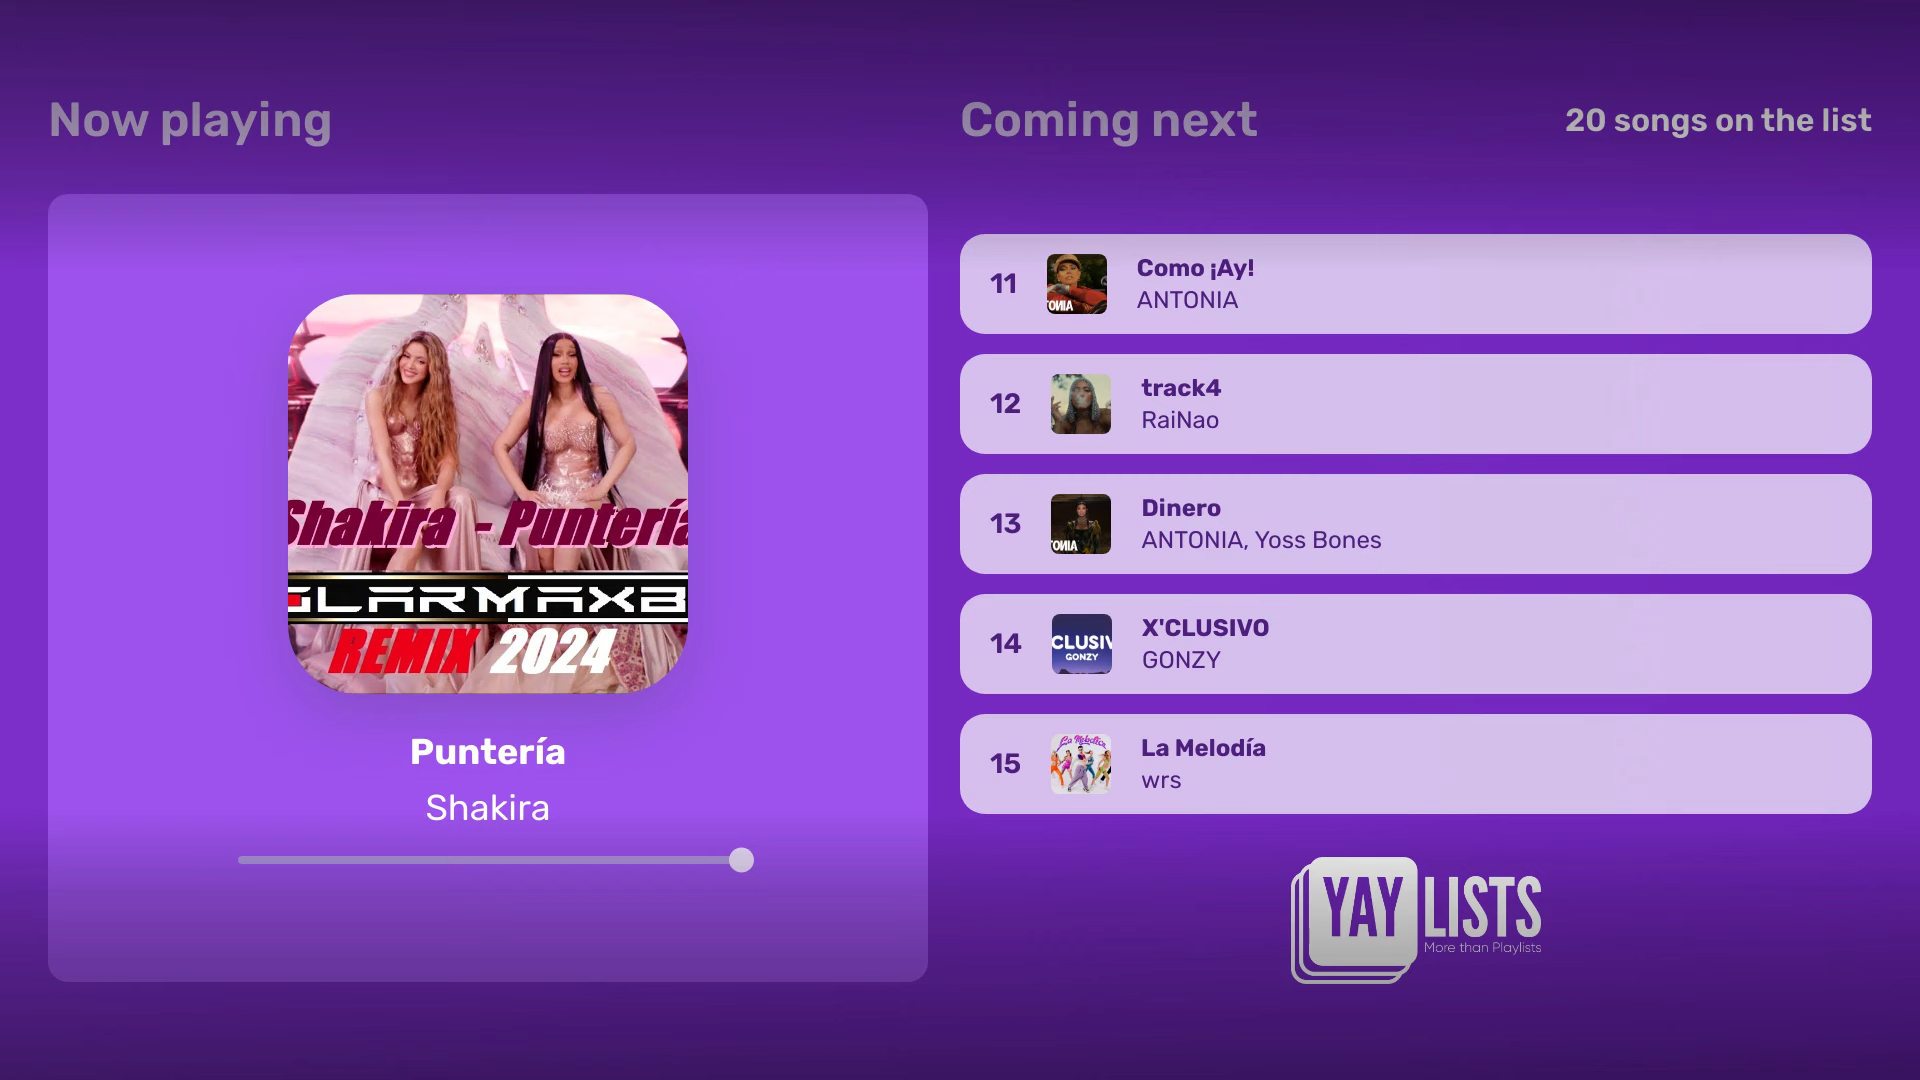 Now playing
Shakira - Puntería
REMIX 2024
Puntería
Shakira
Coming next
20 songs on the list
11
Como ¡Ay!
ANTONIA
12
track4
RaiNao
13
Dinero
ANTONIA, Yoss Bones
14
CLUSIV
GONZY
X'CLUSIVO
GONZY
15
La Melodía
La Melodía
wrs
YAY LISTS
More than Playlists